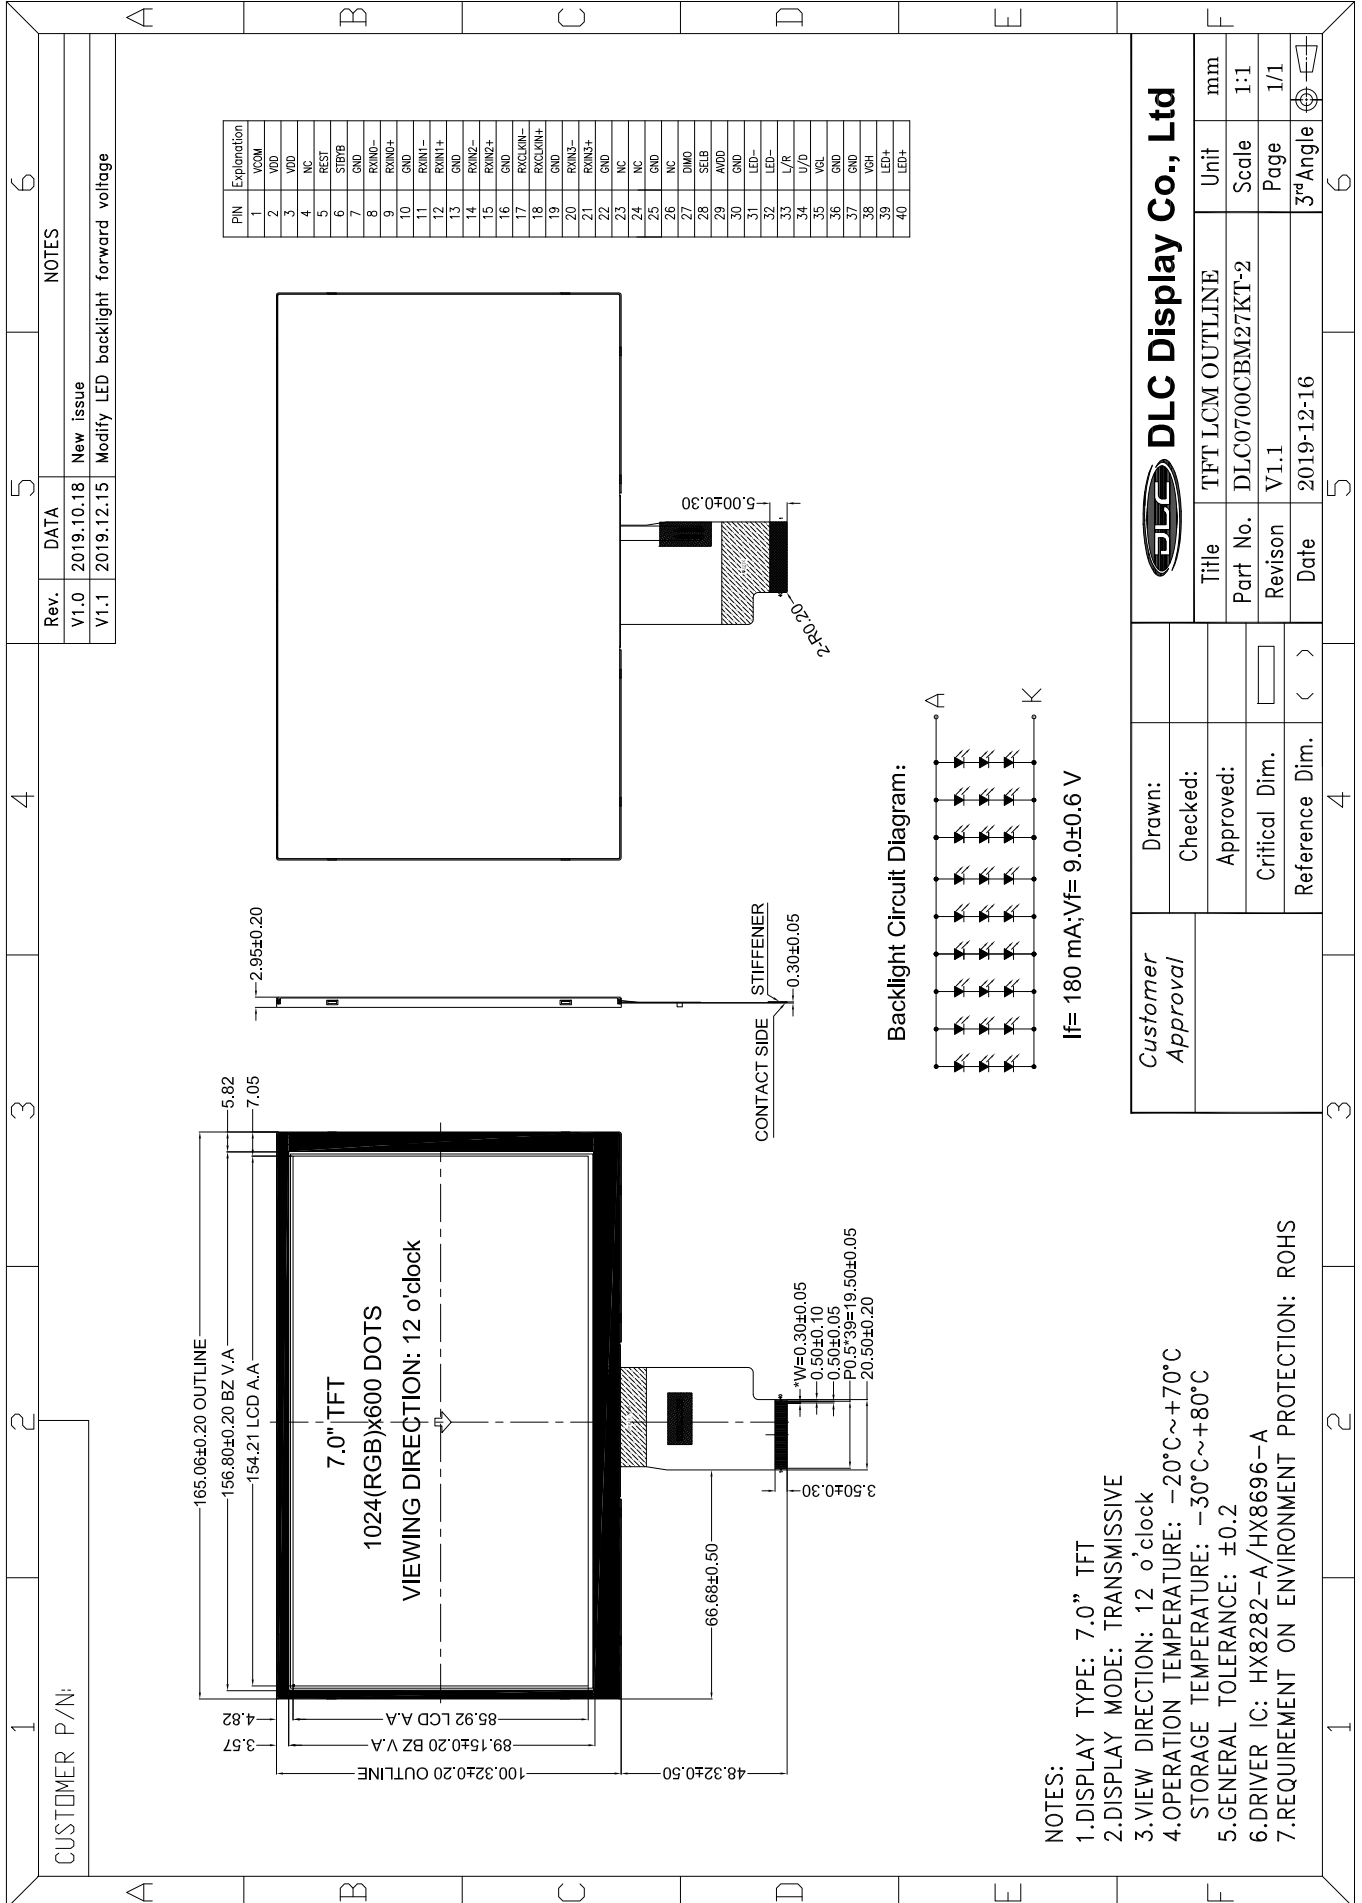 CUSTOMER P/N:
1
2
3
4
5
6
A
B
C
D
E
F
Rev.	DATA	NOTES
V1.0	2019.10.18	New issue
V1.1	2019.12.15	Modify LED backlight forward voltage
165.06±0.20 OUTLINE
156.80±0.20 BZ V.A
154.21 LCD A.A
5.82
7.05
4.82
3.57
85.92 LCD A.A
89.15±0.20 BZ V.A
100.32±0.20 OUTLINE
48.32±0.50
7.0" TFT
1024(RGB)x600 DOTS
VIEWING DIRECTION: 12 o'clock
66.68±0.50
3.50±0.30
*W=0.30±0.05
0.50±0.10
0.50±0.05
P0.5*39=19.50±0.05
20.50±0.20
2.95±0.20
CONTACT SIDE
STIFFENER
0.30±0.05
5.00±0.30
2-R0.20
PIN	Explanation
1	VCOM
2	VDD
3	VDD
4	NC
5	REST
6	STBYB
7	GND
8	RXIN0-
9	RXIN0+
10	GND
11	RXIN1-
12	RXIN1+
13	GND
14	RXIN2-
15	RXIN2+
16	GND
17	RXCLKIN-
18	RXCLKIN+
19	GND
20	RXIN3-
21	RXIN3+
22	GND
23	NC
24	NC
25	GND
26	NC
27	DIMO
28	SELB
29	AVDD
30	GND
31	LED-
32	LED-
33	L/R
34	U/D
35	VGL
36	GND
37	GND
38	VGH
39	LED+
40	LED+
Backlight Circuit Diagram:
A
K
If= 180 mA;Vf= 9.0±0.6 V
NOTES:
1.DISPLAY TYPE: 7.0" TFT
2.DISPLAY MODE: TRANSMISSIVE
3.VIEW DIRECTION: 12 o'clock
4.OPERATION TEMPERATURE: -20°C~+70°C
STORAGE TEMPERATURE: -30°C~+80°C
5.GENERAL TOLERANCE: ±0.2
6.DRIVER IC: HX8282-A/HX8696-A
7.REQUIREMENT ON ENVIRONMENT PROTECTION: ROHS
Customer
Approval
Drawn:
Checked:
Approved:
Critical Dim.
Reference Dim. ( )
DLC DLC Display Co., Ltd
Title	TFT LCM OUTLINE	Unit	mm
Part No.	DLC0700CBM27KT-2	Scale	1:1
Revison	V1.1	Page	1/1
Date	2019-12-16	3rd Angle
1
2
3
4
5
6
A
B
C
D
E
F